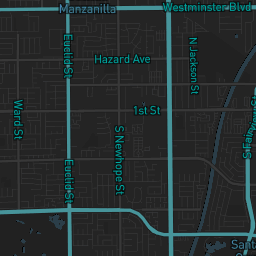 Westminster Blvd
Manzanilla
Euclid St
N Jackson St
Hazard Ave
Ward St
1st St
S Newhope St
S Fairview St
Euclid St
Santa